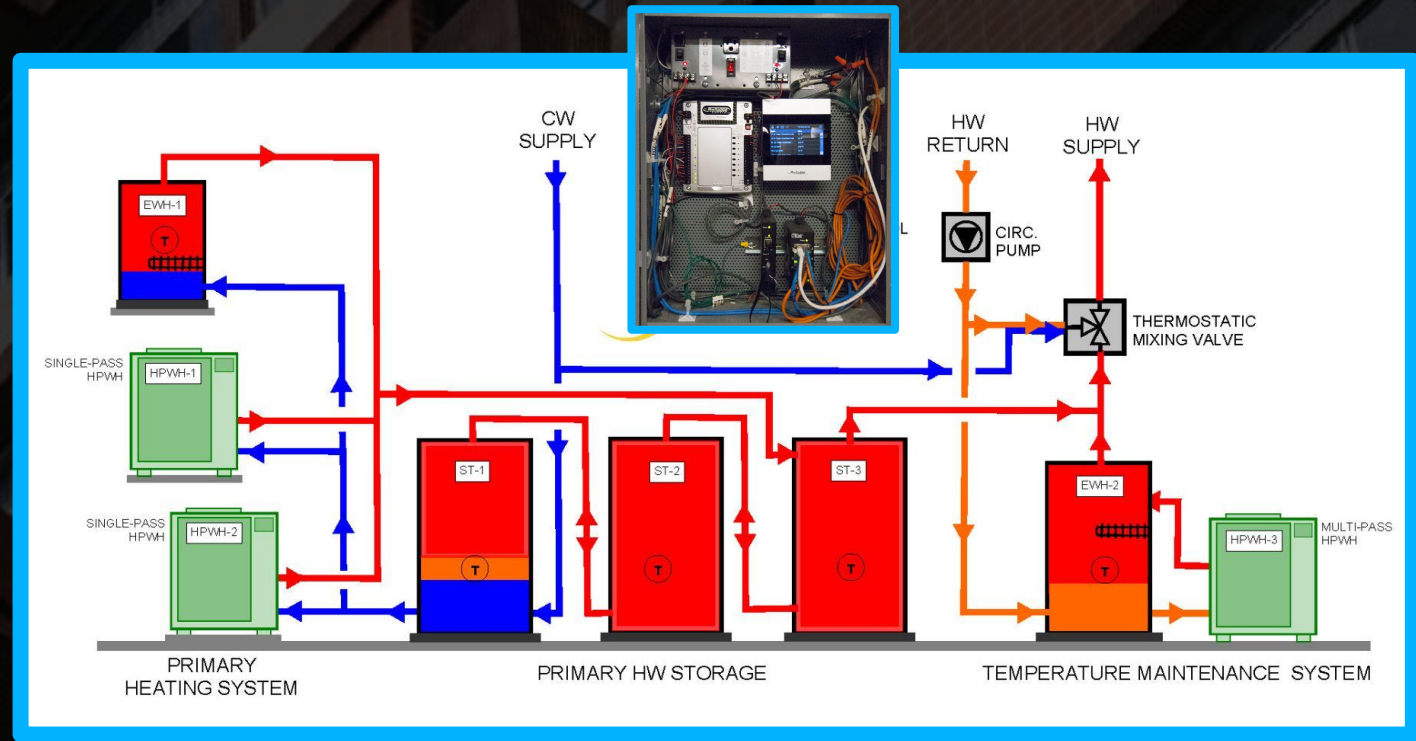 CW
SUPPLY
HW
RETURN
HW
SUPPLY
EWH-1
T
L
CIRC.
PUMP
THERMOSTATIC
MIXING VALVE
SINGLE-PASS
HPWH
HPWH-1
SINGLE-PASS
HPWH
HPWH-2
ST-1
T
ST-2
T
ST-3
T
EWH-2
T
HPWH-3
MULTI-PASS
HPWH
PRIMARY
HEATING SYSTEM
PRIMARY HW STORAGE
TEMPERATURE MAINTENANCE SYSTEM